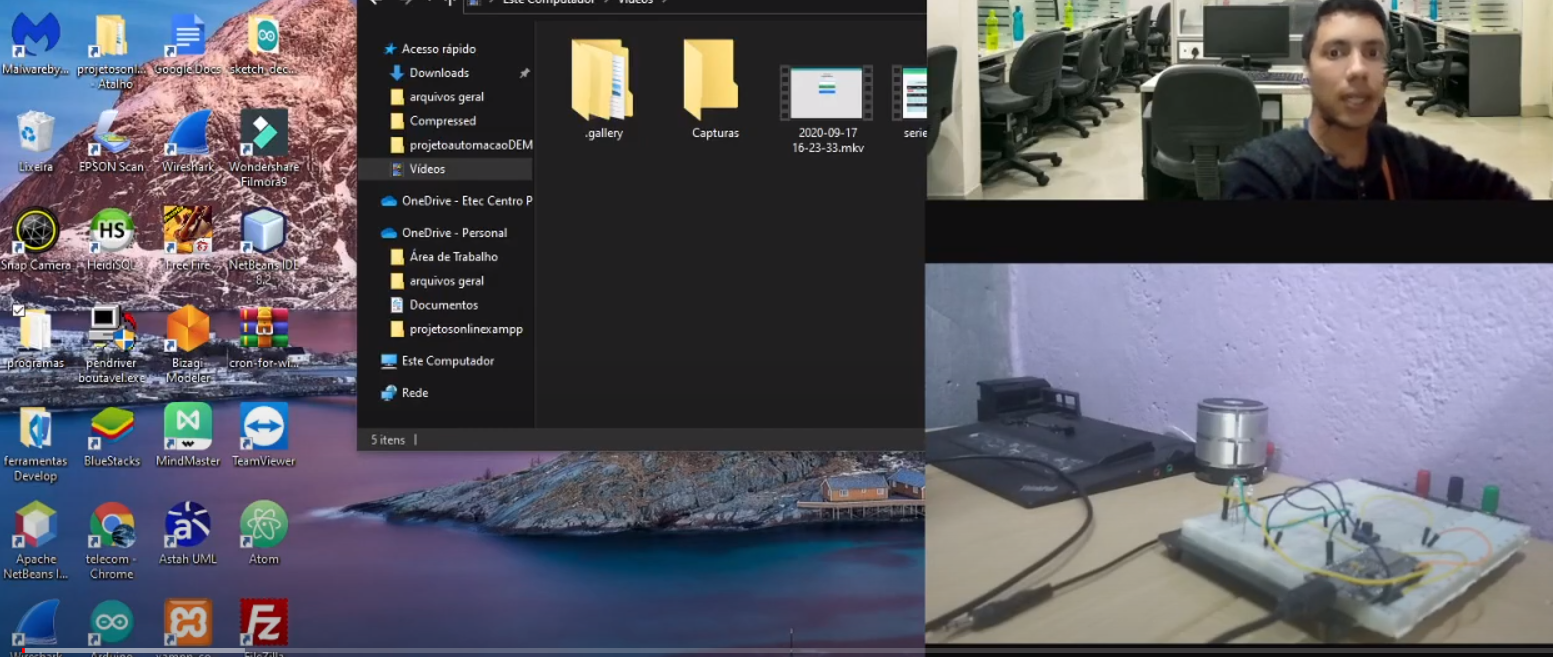 Este Computador > Vídeos >
Malwareby...
projetosonl...
- Atalho
Google Docs
sketch_dec...
Lixeira
EPSON Scan
Wireshark
Wondershare
Filmora9
Snap Camera
HS
HeidiSQL
Free Fire
NetBeans IDE
8.2
programas
pendriver
boutavel.exe
Bizagi
Modeler
cron-for-wi...
ferramentas
Develop
BlueStacks
MindMaster
TeamViewer
Apache
NetBeans I...
telecom -
Chrome
Astah UML
Atom
Wireshark
Arduino
xampp_co...
Fz
FileZilla
Acesso rápido
Downloads
arquivos geral
Compressed
projetoautomacaoDEM
Vídeos
OneDrive - Etec Centro P
OneDrive - Personal
Área de Trabalho
arquivos geral
Documentos
projetosonlinexampp
Este Computador
Rede
.gallery
Capturas
2020-09-17
16-23-33.mkv
serie
5 itens
ThinkPad